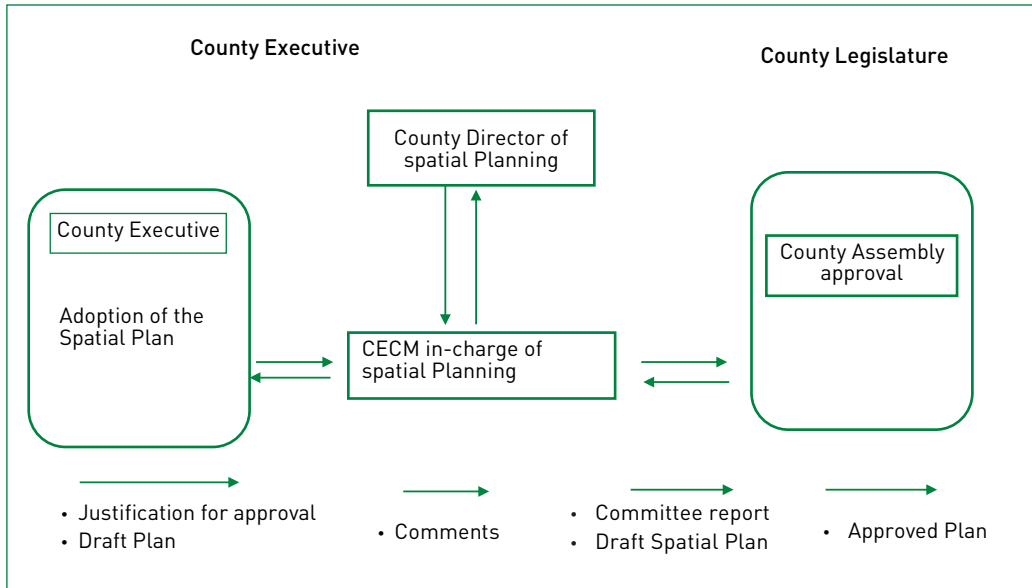 County Executive
County Legislature
County Director of
spatial Planning
County Executive
Adoption of the
Spatial Plan
CECM in-charge of
spatial Planning
County Assembly
approval
• Justification for approval
• Draft Plan
• Comments
• Committee report
• Draft Spatial Plan
• Approved Plan